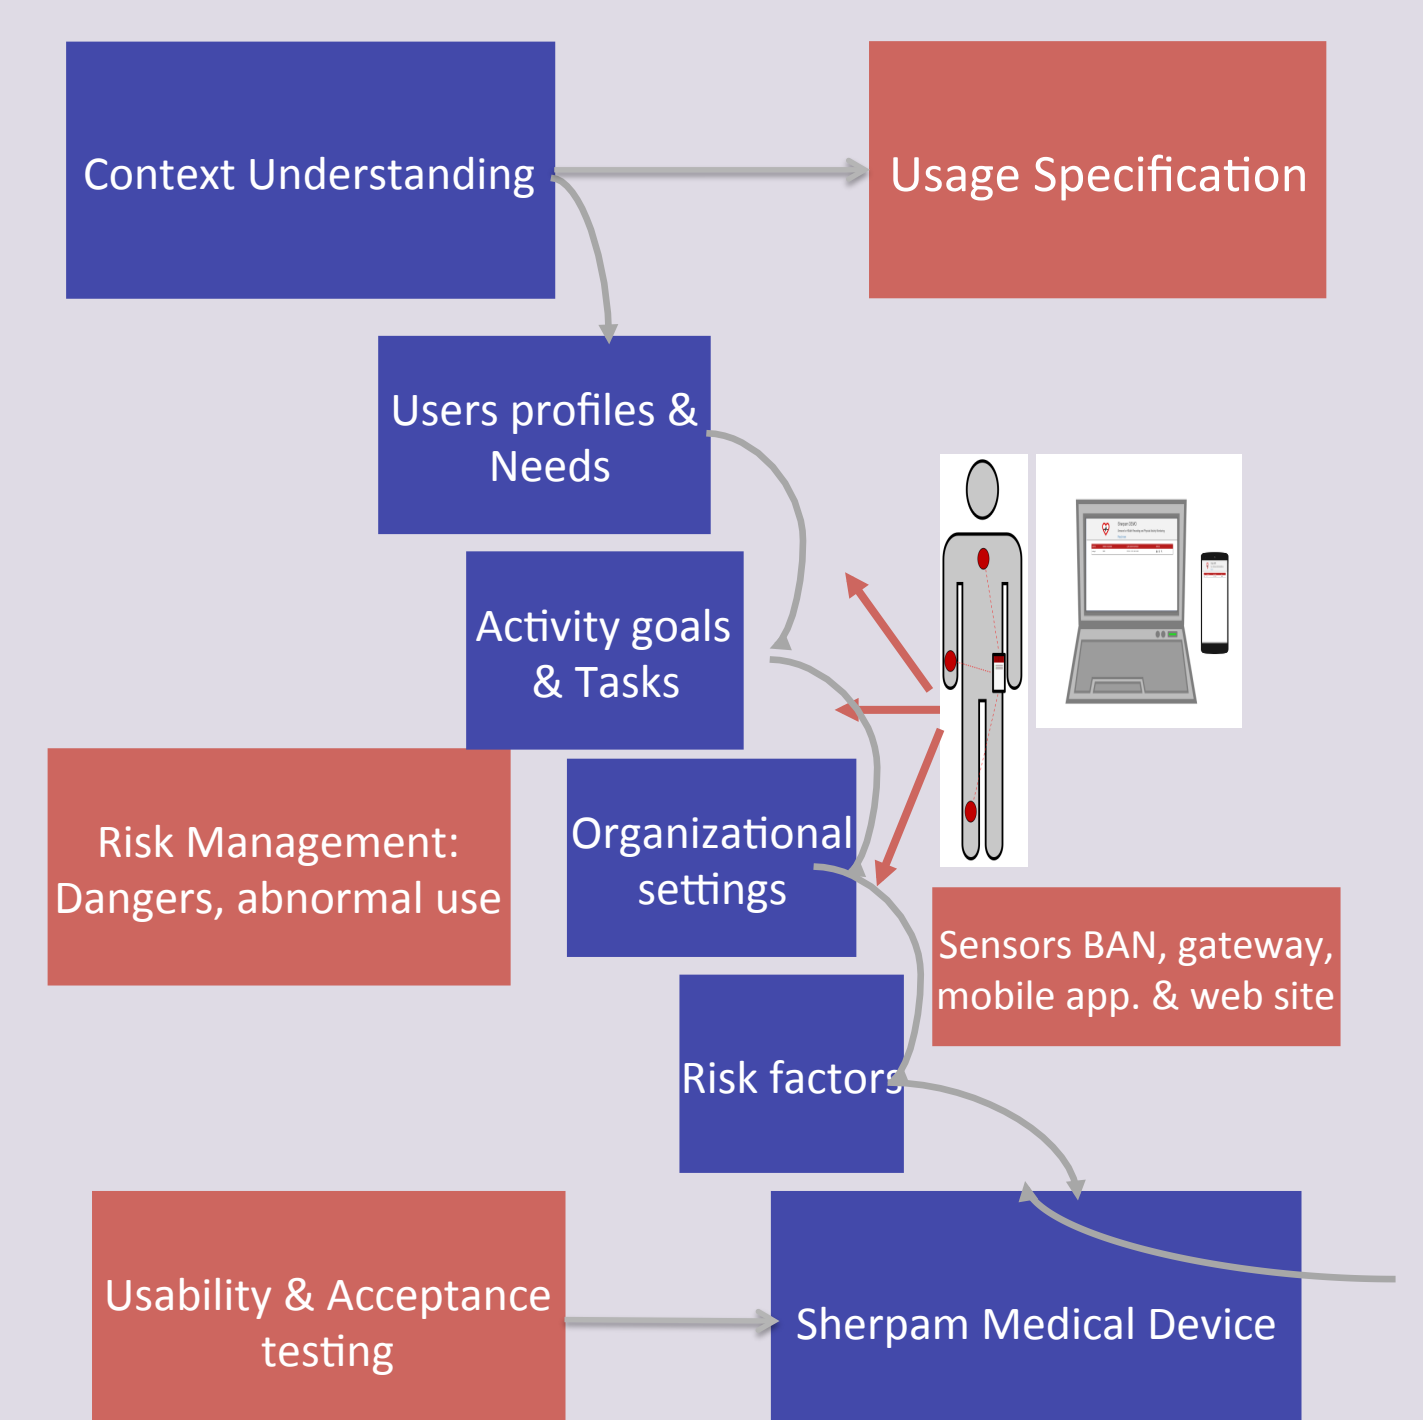 Context Understanding
Usage Specification
Users profiles &
Needs
Activity goals
& Tasks
Risk Management:
Dangers, abnormal use
Organizational
settings
Sensors BAN, gateway,
mobile app. & web site
Risk factors
Usability & Acceptance
testing
Sherpam Medical Device